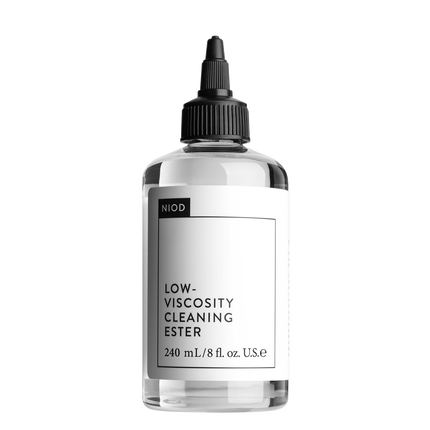 NIOD
LOW-
VISCOSITY
CLEANING
ESTER
240 mL/8 fl. oz. U.S.e